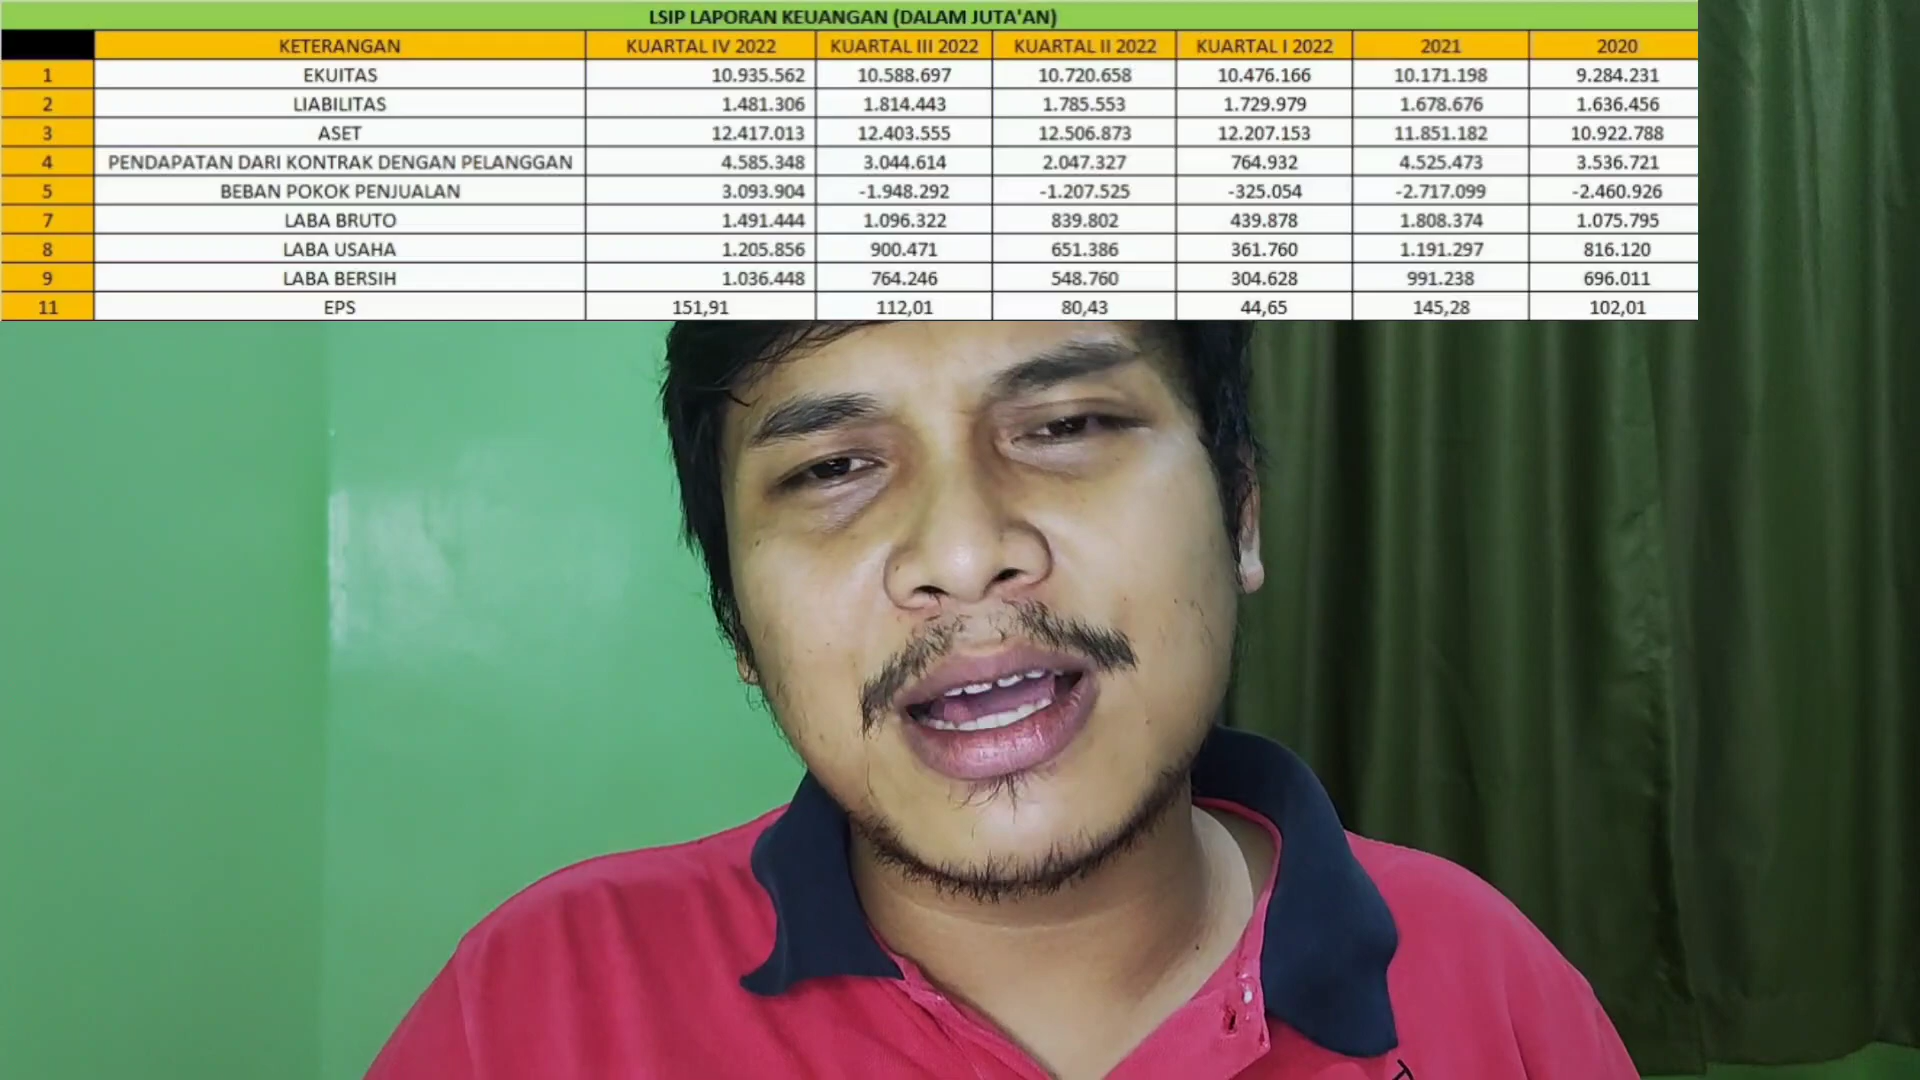 LSIP LAPORAN KEUANGAN (DALAM JUTA'AN)
KETERANGAN KUARTAL IV 2022 KUARTAL III 2022 KUARTAL II 2022 KUARTAL I 2022 2021 2020
1 EKUITAS 10.935.562 10.588.697 10.720.658 10.476.166 10.171.198 9.284.231
2 LIABILITAS 1.481.306 1.814.443 1.785.553 1.729.979 1.678.676 1.636.456
3 ASET 12.417.013 12.403.555 12.506.873 12.207.153 11.851.182 10.922.788
4 PENDAPATAN DARI KONTRAK DENGAN PELANGGAN 4.585.348 3.044.614 2.047.327 764.932 4.525.473 3.536.721
5 BEBAN POKOK PENJUALAN 3.093.904 -1.948.292 -1.207.525 -325.054 -2.717.099 -2.460.926
7 LABA BRUTO 1.491.444 1.096.322 839.802 439.878 1.808.374 1.075.795
8 LABA USAHA 1.205.856 900.471 651.386 361.760 1.191.297 816.120
9 LABA BERSIH 1.036.448 764.246 548.760 304.628 991.238 696.011
11 EPS 151,91 112,01 80,43 44,65 145,28 102,01